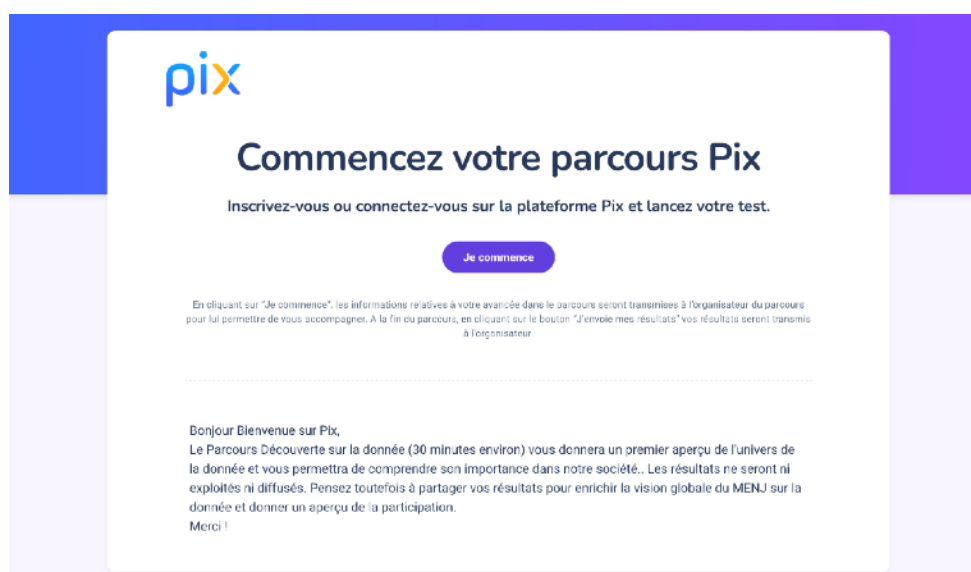 pix
Commencez votre parcours Pix
Inscrivez-vous ou connectez-vous sur la plateforme Pix et lancez votre test.
Je commence
En cliquant sur "Je commence", les informations relatives à votre avancée dans le parcours seront transmises à l'organisateur du parcours
pour lui permettre de vous accompagner. A la fin du parcours, en cliquant sur le bouton "J'envoie mes résultats" vos résultats seront transmis
à l'organisateur.
Bonjour Bienvenue sur Pix,
Le Parcours Découverte sur la donnée (30 minutes environ) vous donnera un premier aperçu de l'univers de
la donnée et vous permettra de comprendre son importance dans notre société.. Les résultats ne seront ni
exploités ni diffusés. Pensez toutefois à partager vos résultats pour enrichir la vision globale du MENJ sur la
donnée et donner un aperçu de la participation.
Merci !